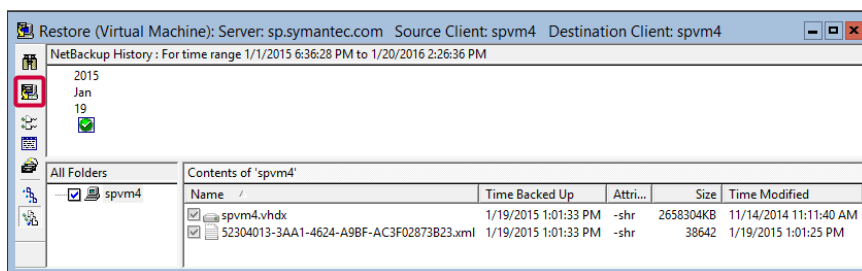 Restore (Virtual Machine): Server: sp.symantec.com Source Client: spvm4 Destination Client: spvm4
NetBackup History : For time range 1/1/2015 6:36:28 PM to 1/20/2016 2:26:36 PM
2015
Jan
19
All Folders
Contents of 'spvm4'
spvm4
Name / Time Backed Up Attri... Size Time Modified
spvm4.vhdx 1/19/2015 1:01:33 PM -shr 2658304KB 11/14/2014 11:11:40 AM
52304013-3AA1-4624-A9BF-AC3F02873B23.xml 1/19/2015 1:01:33 PM -shr 38642 1/19/2015 1:01:25 PM